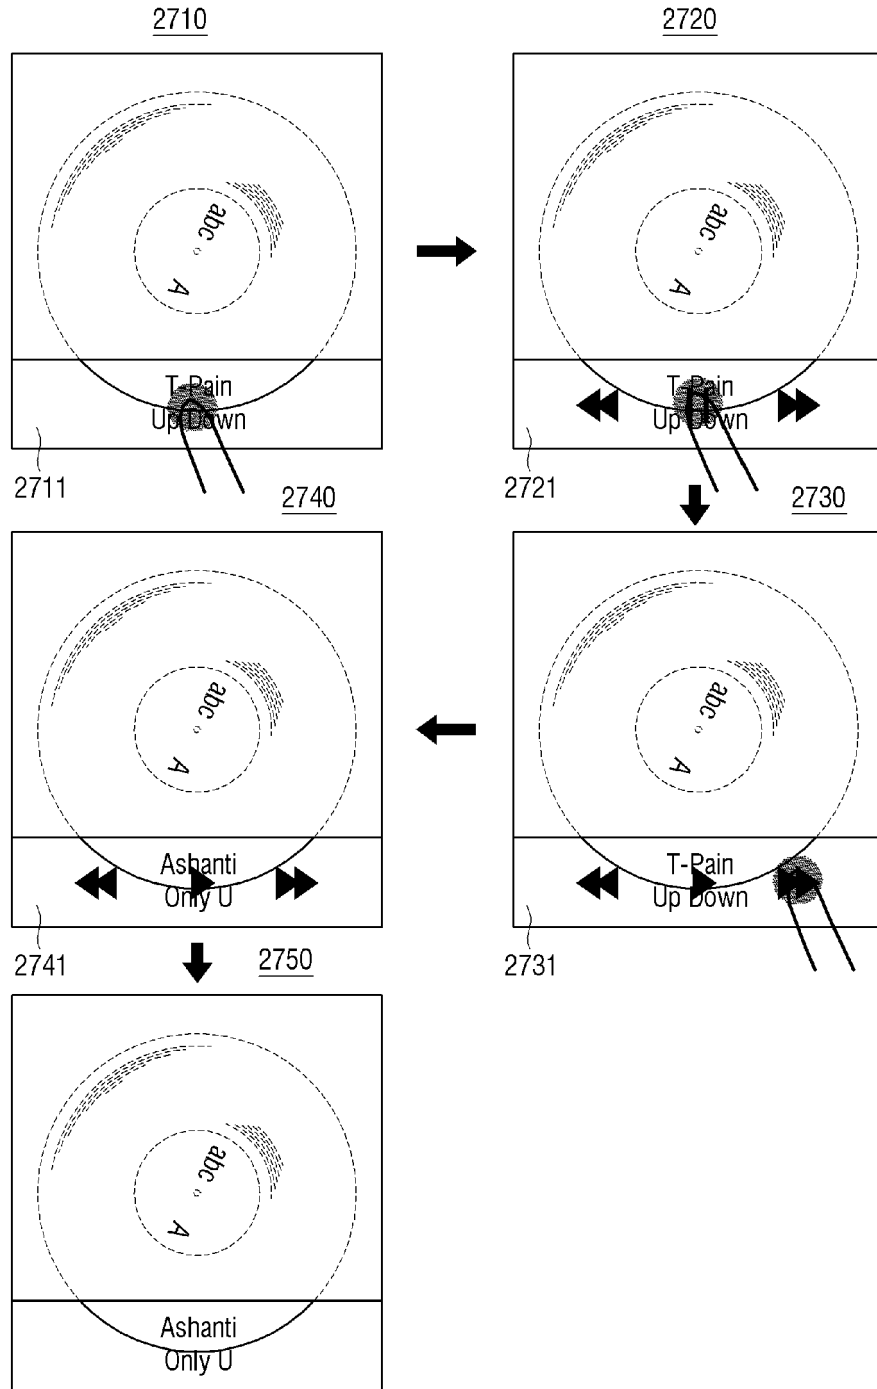 2710
abc
A
T-Pain
Up Down
2711
2720
abc
A
T-Pain
Up Down
2721
2730
abc
A
T-Pain
Up Down
2731
2740
abc
A
Ashanti
Only U
2741
2750
abc
A
Ashanti
Only U